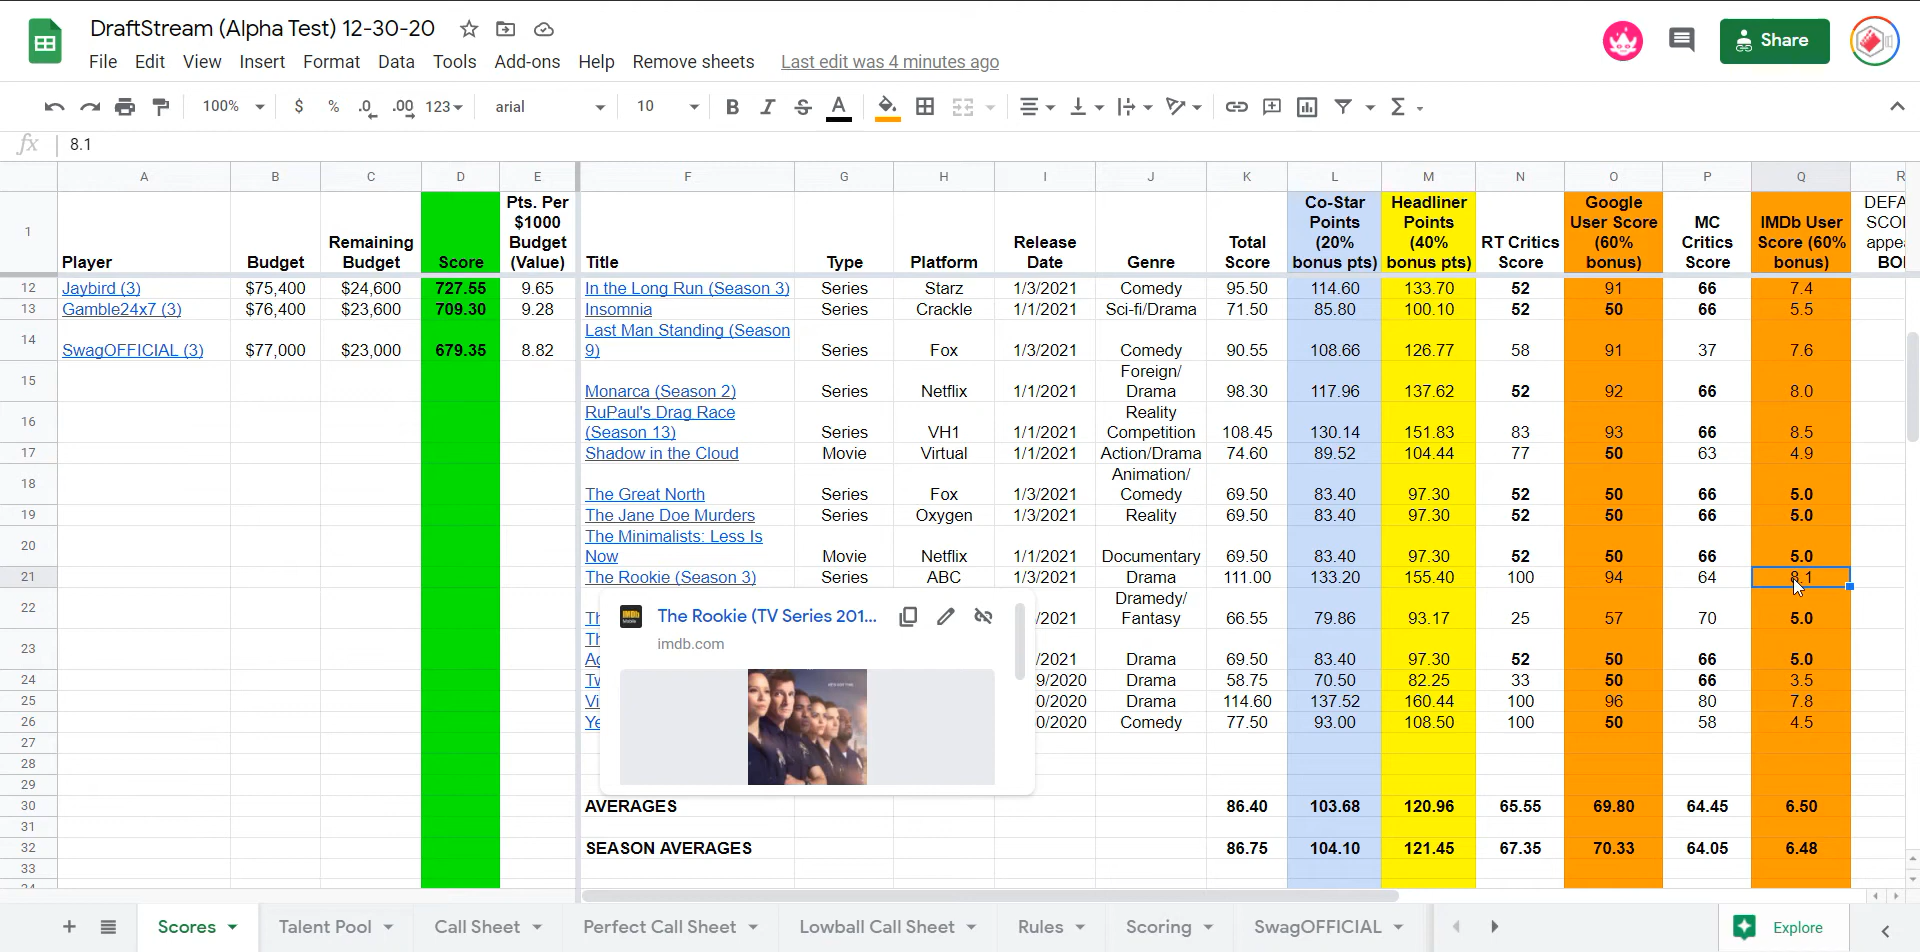 DraftStream (Alpha Test) 12-30-20
File Edit View Insert Format Data Tools Add-ons Help Remove sheets Last edit was 4 minutes ago
Share
100% $ % .0 .00 123 arial 10 B I S A
fx 8.1
A B C D E F G H I J K L M N O P Q R
1 Player Budget Remaining Budget Score Pts. Per $1000 Budget (Value) Title Type Platform Release Date Genre Total Score Co-Star Points (20% bonus pts) Headliner Points (40% bonus pts) RT Critics Score Google User Score (60% bonus) MC Critics Score IMDb User Score (60% bonus)
12 Jaybird (3) $75,400 $24,600 727.55 9.65 In the Long Run (Season 3) Series Starz 1/3/2021 Comedy 95.50 114.60 133.70 52 91 66 7.4
13 Gamble24x7 (3) $76,400 $23,600 709.30 9.28 Insomnia Series Crackle 1/1/2021 Sci-fi/Drama 71.50 85.80 100.10 52 50 66 5.5
14 SwagOFFICIAL (3) $77,000 $23,000 679.35 8.82 Last Man Standing (Season 9) Series Fox 1/3/2021 Comedy 90.55 108.66 126.77 58 91 37 7.6
15 Monarca (Season 2) Series Netflix 1/1/2021 Foreign/ Drama 98.30 117.96 137.62 52 92 66 8.0
16 RuPaul's Drag Race (Season 13) Series VH1 1/1/2021 Reality Competition 108.45 130.14 151.83 83 93 66 8.5
17 Shadow in the Cloud Movie Virtual 1/1/2021 Action/Drama 74.60 89.52 104.44 77 50 63 4.9
18 The Great North Series Fox 1/3/2021 Animation/ Comedy 69.50 83.40 97.30 52 50 66 5.0
19 The Jane Doe Murders Series Oxygen 1/3/2021 Reality 69.50 83.40 97.30 52 50 66 5.0
20 The Minimalists: Less Is Now Movie Netflix 1/1/2021 Documentary 69.50 83.40 97.30 52 50 66 5.0
21 The Rookie (Season 3) Series ABC 1/3/2021 Drama 111.00 133.20 155.40 100 94 64 8.1
22 /2021 Dramedy/ Fantasy 66.55 79.86 93.17 25 57 70 5.0
23 /2021 Drama 69.50 83.40 97.30 52 50 66 5.0
24 9/2020 Drama 58.75 70.50 82.25 33 50 66 3.5
25 0/2020 Drama 114.60 137.52 160.44 100 96 80 7.8
26 0/2020 Comedy 77.50 93.00 108.50 100 50 58 4.5
The Rookie (TV Series 201...
imdb.com
27
28
29
30 AVERAGES 86.40 103.68 120.96 65.55 69.80 64.45 6.50
31
32 SEASON AVERAGES 86.75 104.10 121.45 67.35 70.33 64.05 6.48
33
Scores Talent Pool Call Sheet Perfect Call Sheet Lowball Call Sheet Rules Scoring SwagOFFICIAL Explore